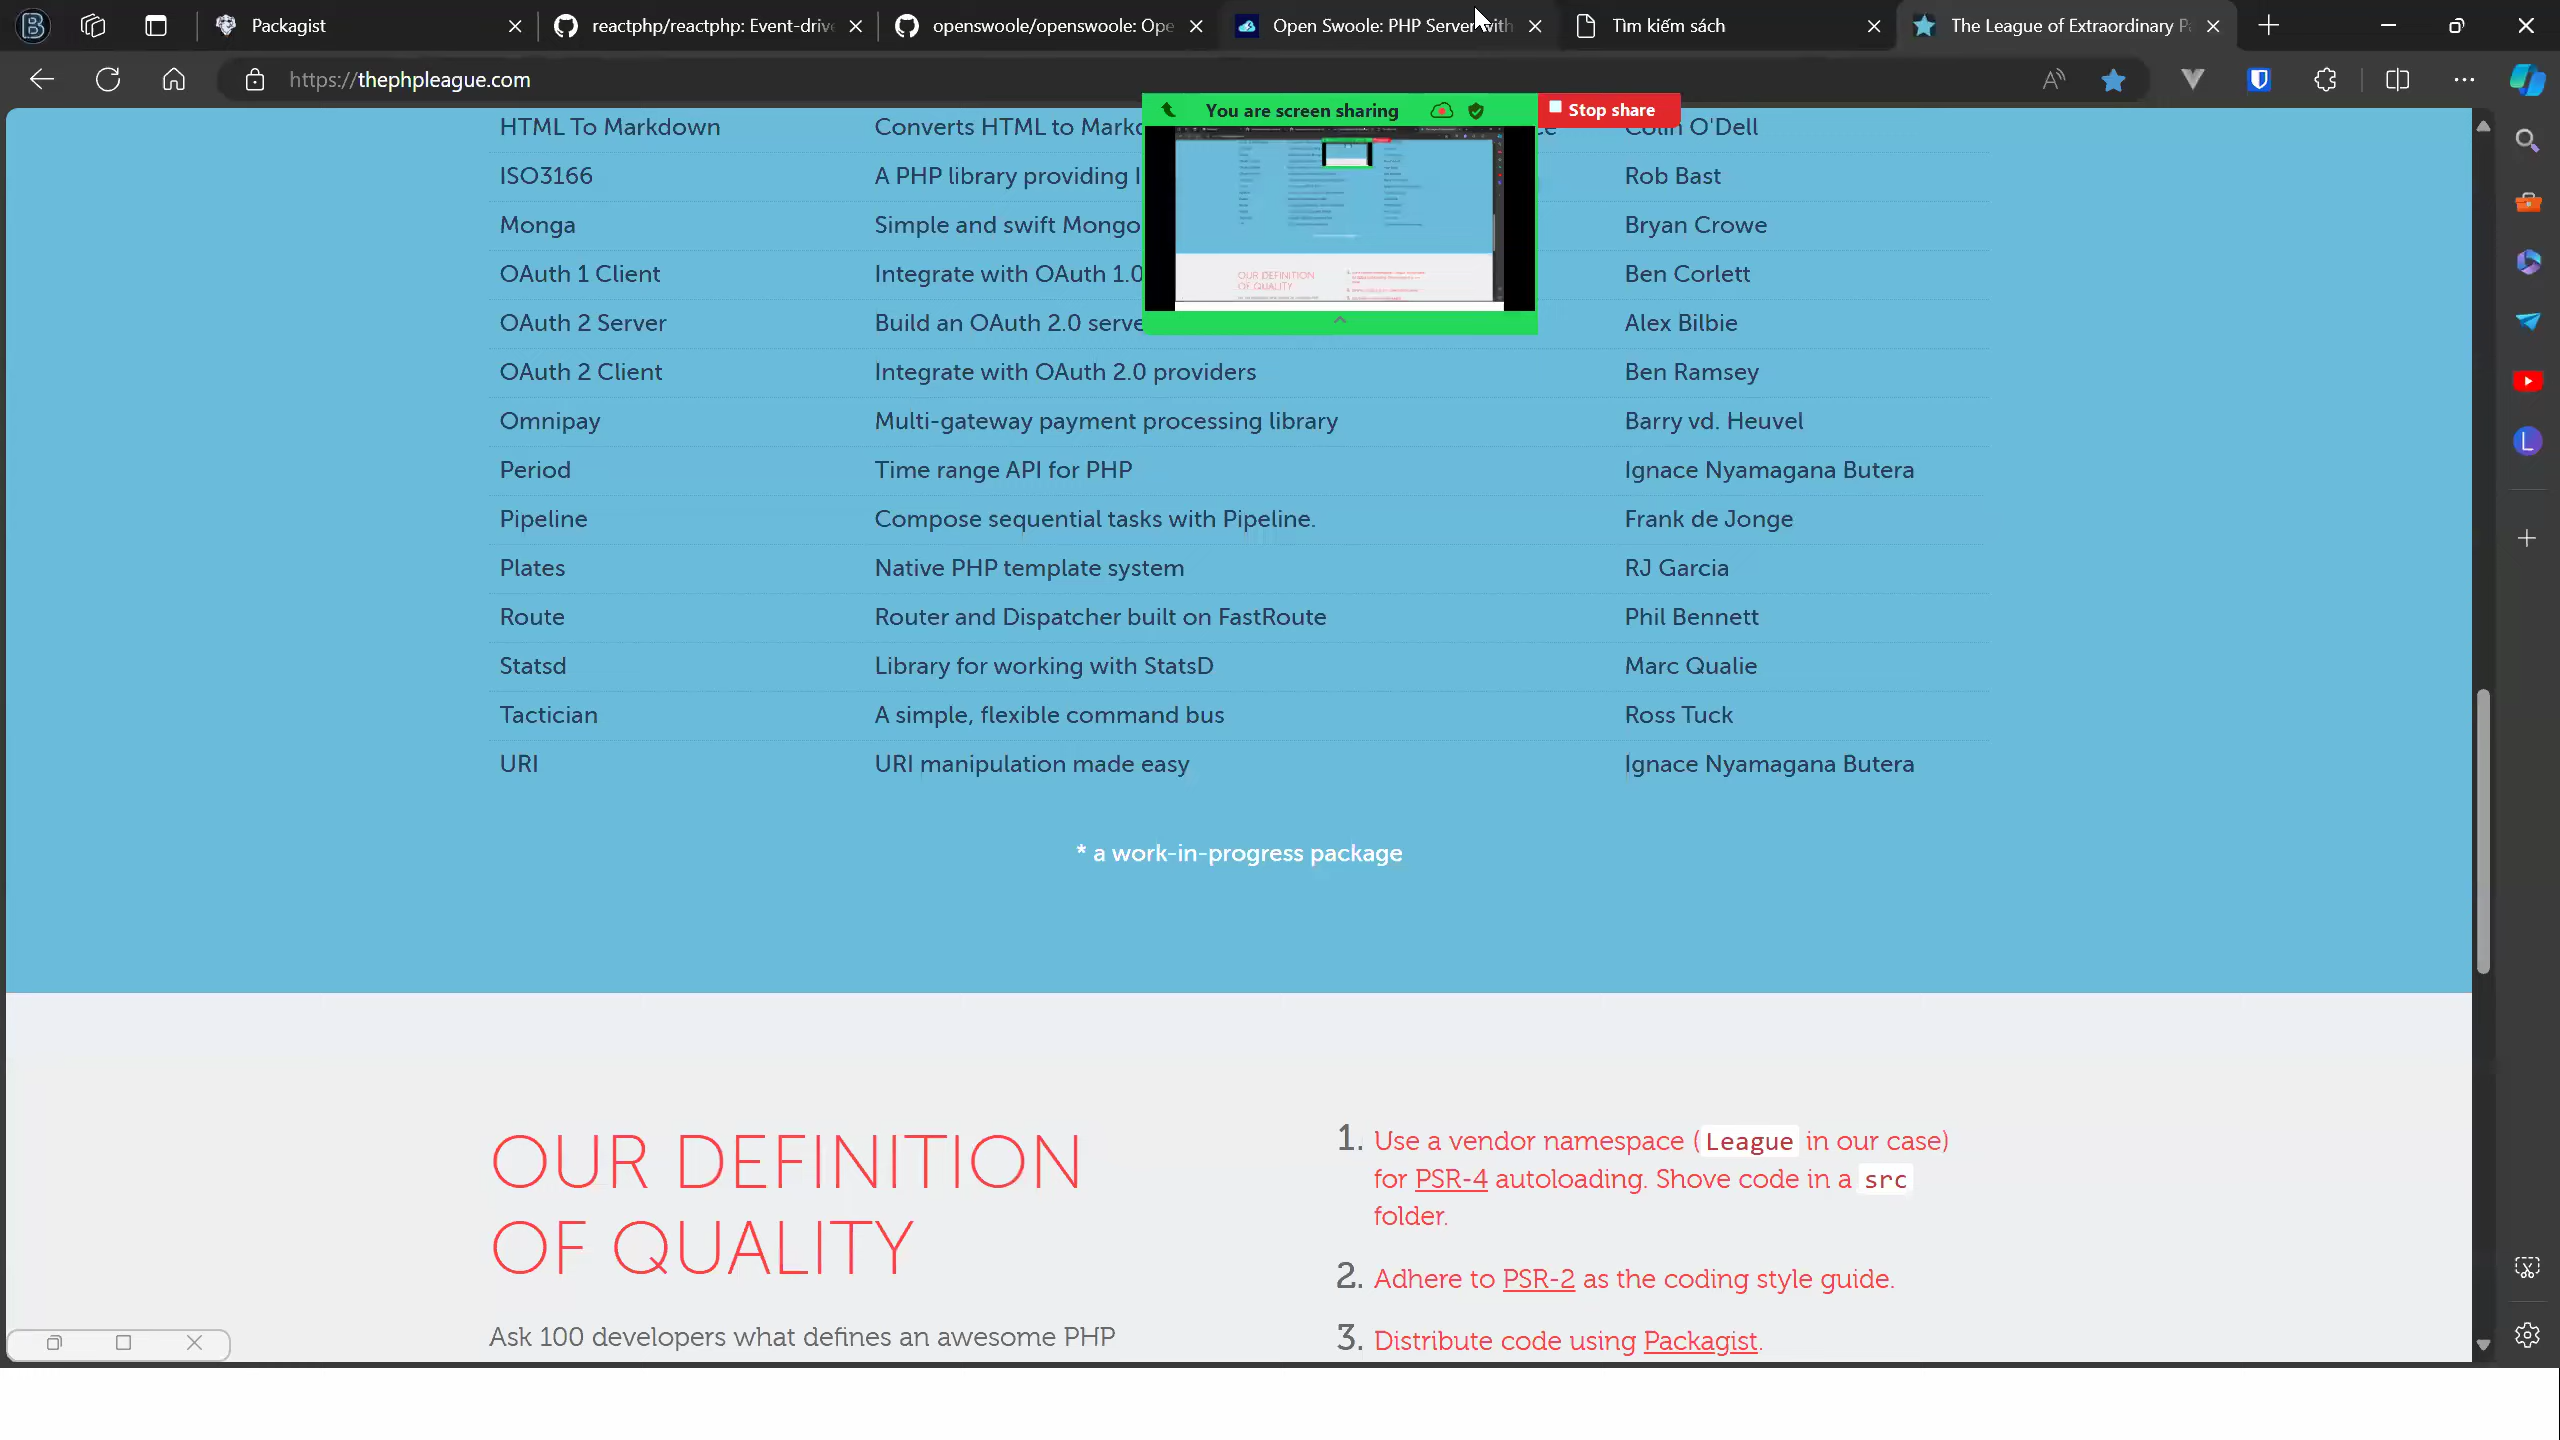 Packagist
reactphp/reactphp: Event-drive
openswoole/openswoole: Ope
Open Swoole: PHP Server with
Tìm kiếm sách
The League of Extraordinary Pa
https://thephpleague.com
You are screen sharing
Stop share
HTML To Markdown Converts HTML to Markd Colin O'Dell
ISO3166 A PHP library providing I Rob Bast
Monga Simple and swift Mongo Bryan Crowe
OAuth 1 Client Integrate with OAuth 1.0 Ben Corlett
OAuth 2 Server Build an OAuth 2.0 serve Alex Bilbie
OAuth 2 Client Integrate with OAuth 2.0 providers Ben Ramsey
Omnipay Multi-gateway payment processing library Barry vd. Heuvel
Period Time range API for PHP Ignace Nyamagana Butera
Pipeline Compose sequential tasks with Pipeline. Frank de Jonge
Plates Native PHP template system RJ Garcia
Route Router and Dispatcher built on FastRoute Phil Bennett
Statsd Library for working with StatsD Marc Qualie
Tactician A simple, flexible command bus Ross Tuck
URI URI manipulation made easy Ignace Nyamagana Butera
* a work-in-progress package
OUR DEFINITION
OF QUALITY
Ask 100 developers what defines an awesome PHP
1. Use a vendor namespace (League in our case)
for PSR-4 autoloading. Shove code in a src
folder.
2. Adhere to PSR-2 as the coding style guide.
3. Distribute code using Packagist.